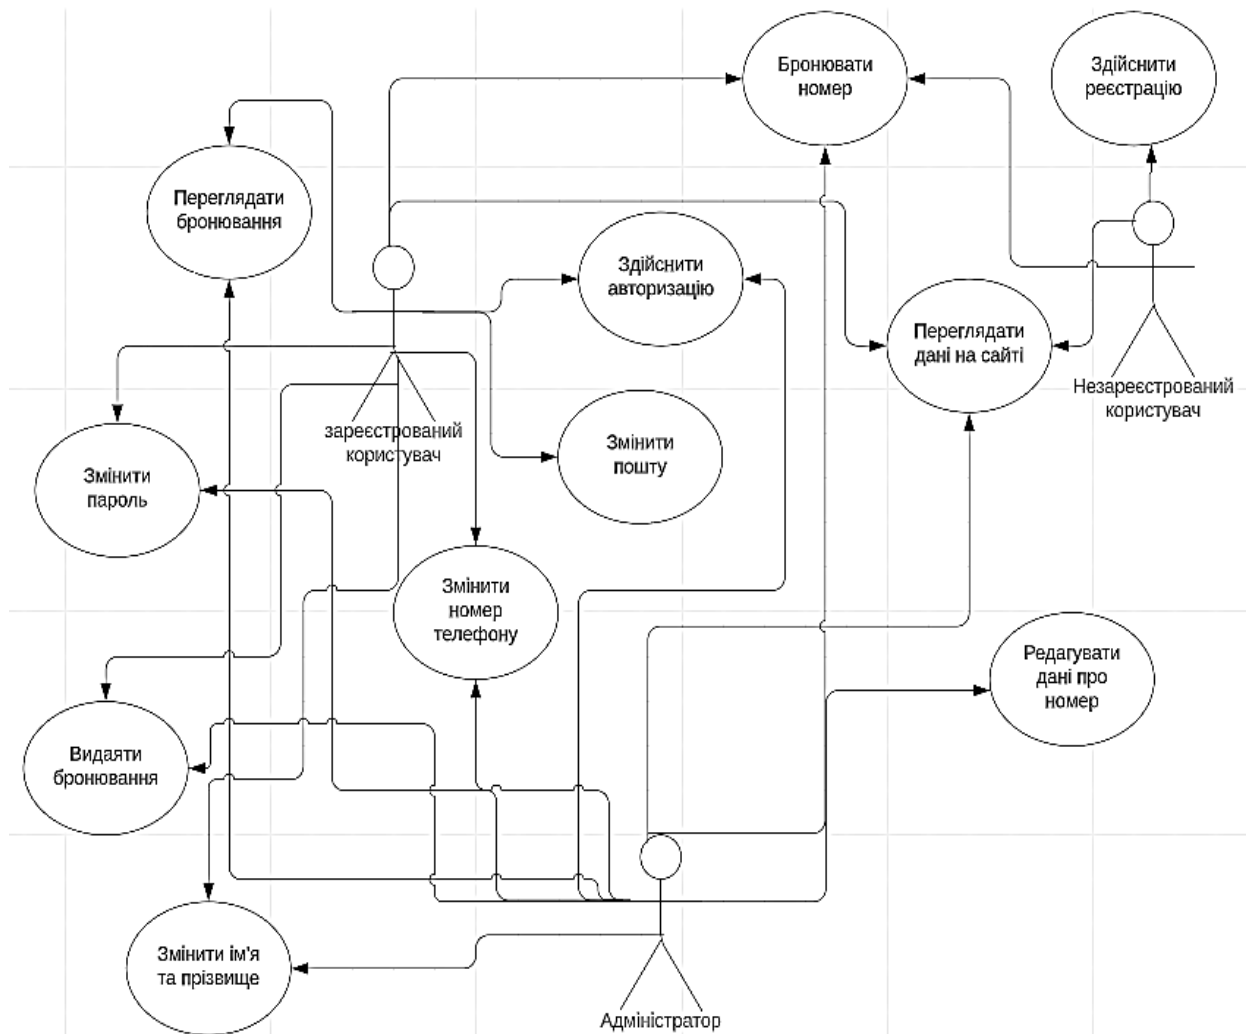 Бронювати
номер
Здійснити
реєстрацію
Переглядати
бронювання
Здійснити
авторизацію
Переглядати
дані на сайті
Незареєстрований
користувач
зареєстрований
користувач
Змінити
пошту
Змінити
пароль
Змінити
номер
телефону
Редагувати
дані про
номер
Видаяти
бронювання
Змінити ім'я
та прізвище
Адміністратор